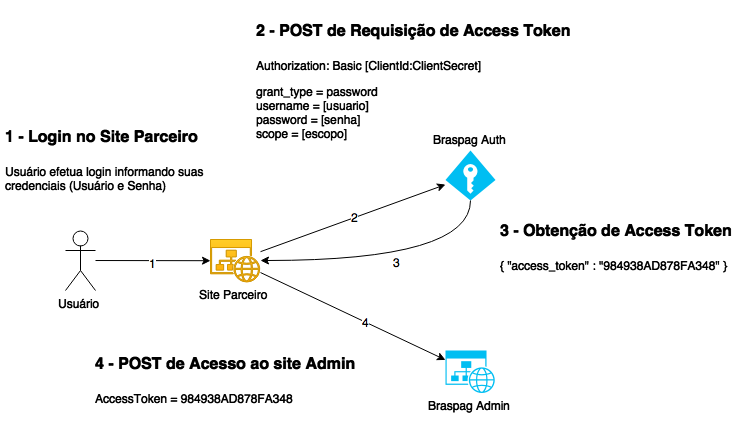 2 - POST de Requisição de Access Token
Authorization: Basic [ClientId:ClientSecret]
grant_type = password
username = [usuario]
password = [senha]
scope = [escopo]
1 - Login no Site Parceiro
Usuário efetua login informando suas
credenciais (Usuário e Senha)
Braspag Auth
2
3 - Obtenção de Access Token
{ "access_token" : "984938AD878FA348" }
1
3
Usuário
Site Parceiro
4
4 - POST de Acesso ao site Admin
AccessToken = 984938AD878FA348
Braspag Admin